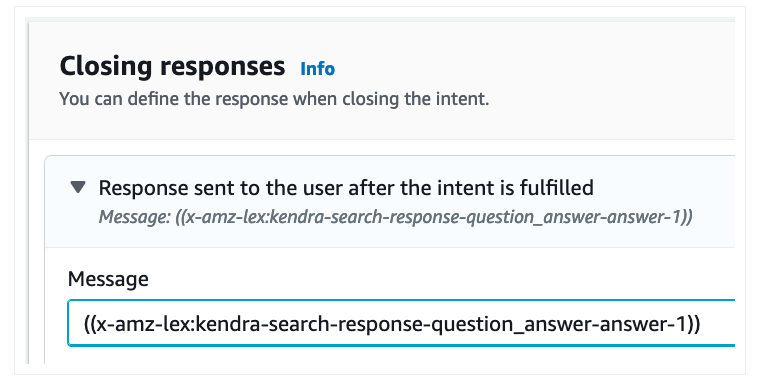 Closing responses Info
You can define the response when closing the intent.
Response sent to the user after the intent is fulfilled
Message: ((x-amz-lex:kendra-search-response-question_answer-answer-1))
Message
((x-amz-lex:kendra-search-response-question_answer-answer-1))